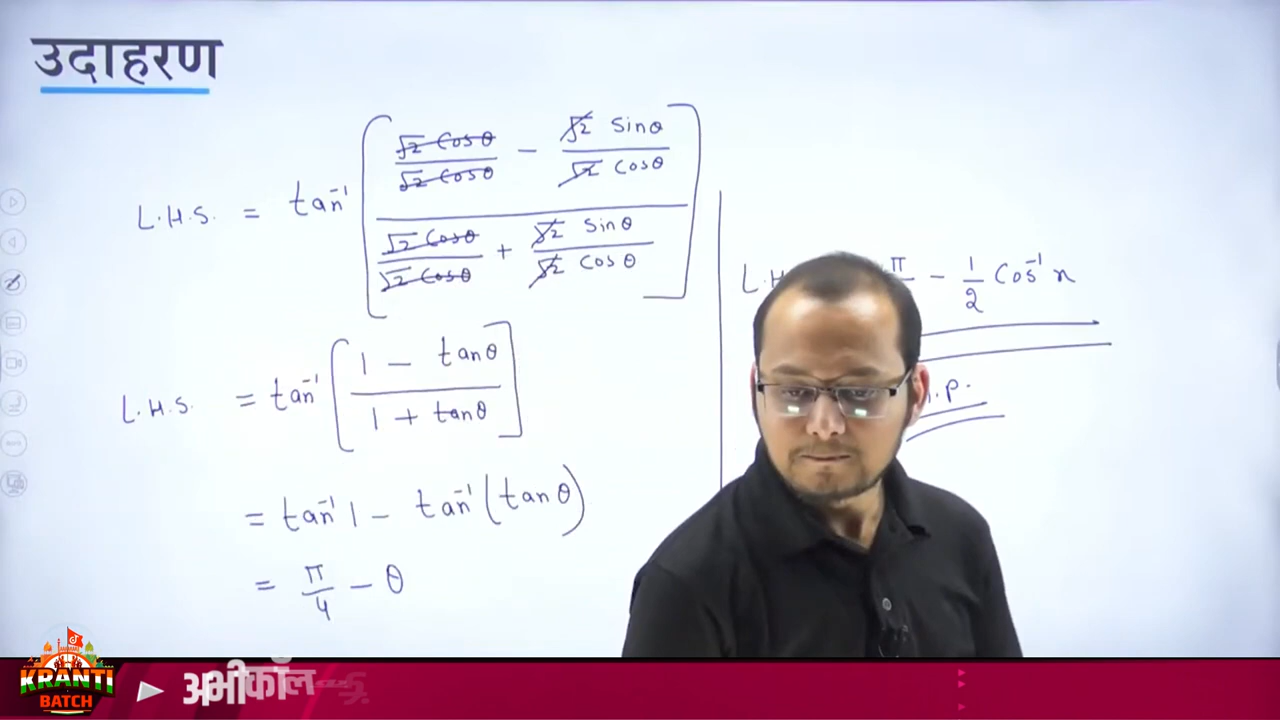 उदाहरण
L.H.S. = tan⁻¹ [ (√2 Cosθ / √2 Cosθ − √2 Sinθ / √2 Cosθ) / (√2 Cosθ / √2 Cosθ + √2 Sinθ / √2 Cosθ) ]
L.H.S. = tan⁻¹ [ (1 − tanθ) / (1 + tanθ) ]
= tan⁻¹ 1 − tan⁻¹ (tanθ)
= π/4 − θ
L.H π − 1/2 Cos⁻¹ x
.P.
KRANTI
BATCH
अभीकॉल